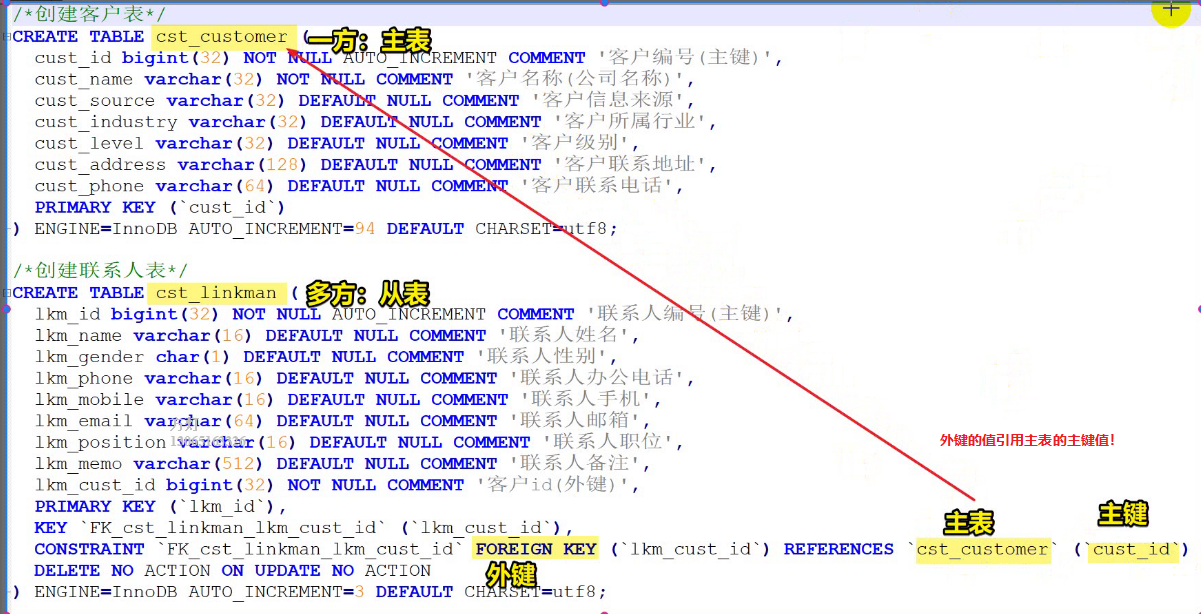 /*创建客户表*/
CREATE TABLE cst_customer ( 一方：主表
cust_id bigint(32) NOT NULL AUTO_INCREMENT COMMENT '客户编号(主键)',
cust_name varchar(32) NOT NULL COMMENT '客户名称(公司名称)',
cust_source varchar(32) DEFAULT NULL COMMENT '客户信息来源',
cust_industry varchar(32) DEFAULT NULL COMMENT '客户所属行业',
cust_level varchar(32) DEFAULT NULL COMMENT '客户级别',
cust_address varchar(128) DEFAULT NULL COMMENT '客户联系地址',
cust_phone varchar(64) DEFAULT NULL COMMENT '客户联系电话',
PRIMARY KEY (`cust_id`)
) ENGINE=InnoDB AUTO_INCREMENT=94 DEFAULT CHARSET=utf8;
/*创建联系人表*/
CREATE TABLE cst_linkman ( 多方：从表
lkm_id bigint(32) NOT NULL AUTO_INCREMENT COMMENT '联系人编号(主键)',
lkm_name varchar(16) DEFAULT NULL COMMENT '联系人姓名',
lkm_gender char(1) DEFAULT NULL COMMENT '联系人性别',
lkm_phone varchar(16) DEFAULT NULL COMMENT '联系人办公电话',
lkm_mobile varchar(16) DEFAULT NULL COMMENT '联系人手机',
lkm_email varchar(64) DEFAULT NULL COMMENT '联系人邮箱',
lkm_position varchar(16) DEFAULT NULL COMMENT '联系人职位',
外键的值引用主表的主键值！
lkm_memo varchar(512) DEFAULT NULL COMMENT '联系人备注',
lkm_cust_id bigint(32) NOT NULL COMMENT '客户id(外键)',
PRIMARY KEY (`lkm_id`),
主表 主键
KEY `FK_cst_linkman_lkm_cust_id` (`lkm_cust_id`),
CONSTRAINT `FK_cst_linkman_lkm_cust_id` FOREIGN KEY (`lkm_cust_id`) REFERENCES `cst_customer` (`cust_id`)
DELETE NO ACTION ON UPDATE NO ACTION
外键
) ENGINE=InnoDB AUTO_INCREMENT=3 DEFAULT CHARSET=utf8;